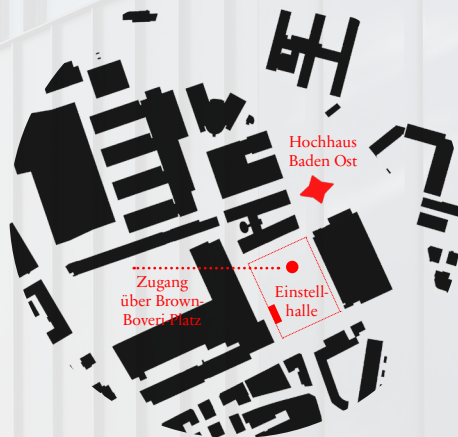 Hochhaus
Baden Ost
Zugang
über Brown-
Boveri Platz
Einstell-
halle